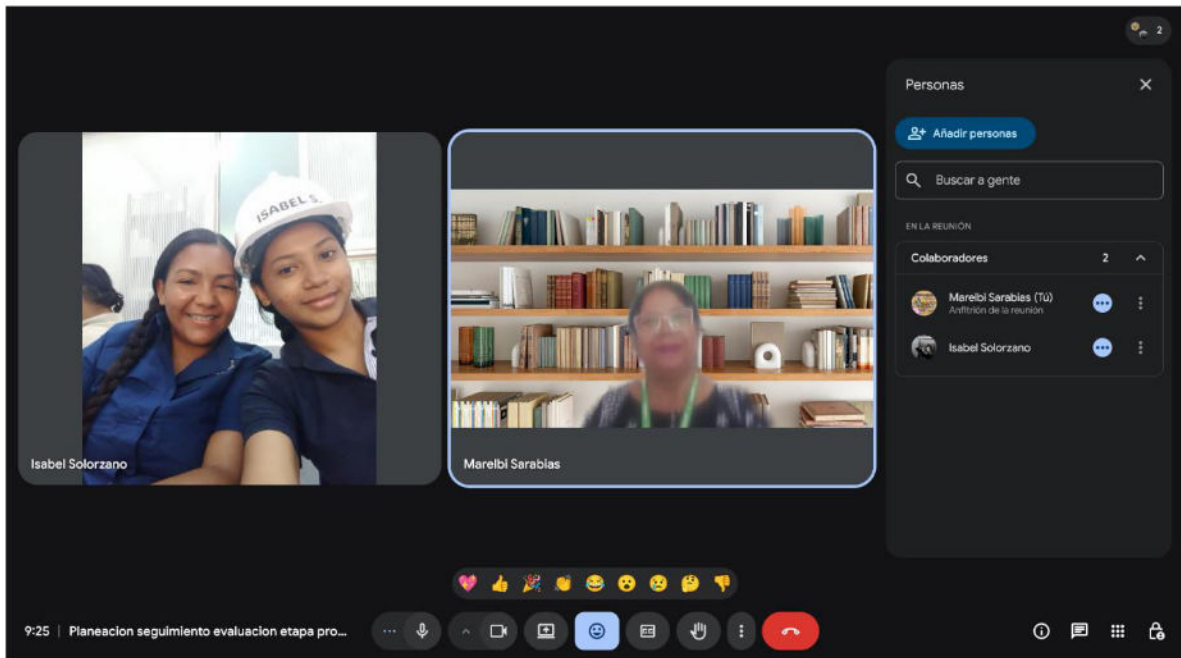 2
Personas
Añadir personas
Buscar a gente
EN LA REUNIÓN
Colaboradores 2
Marelbi Sarabias (Tú)
Anfitrión de la reunión
Isabel Solorzano
ISABEL S.
Isabel Solorzano
Marelbi Sarabias
9:25 | Planeacion seguimiento evaluacion etapa pro...